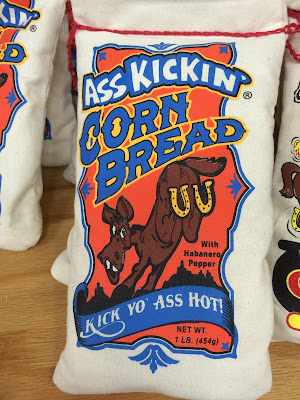 Ass Kickin'®
Corn
Bread
With
Habanero
Pepper
Kick Yo' Ass Hot!
NET WT.
1 LB. (454g)